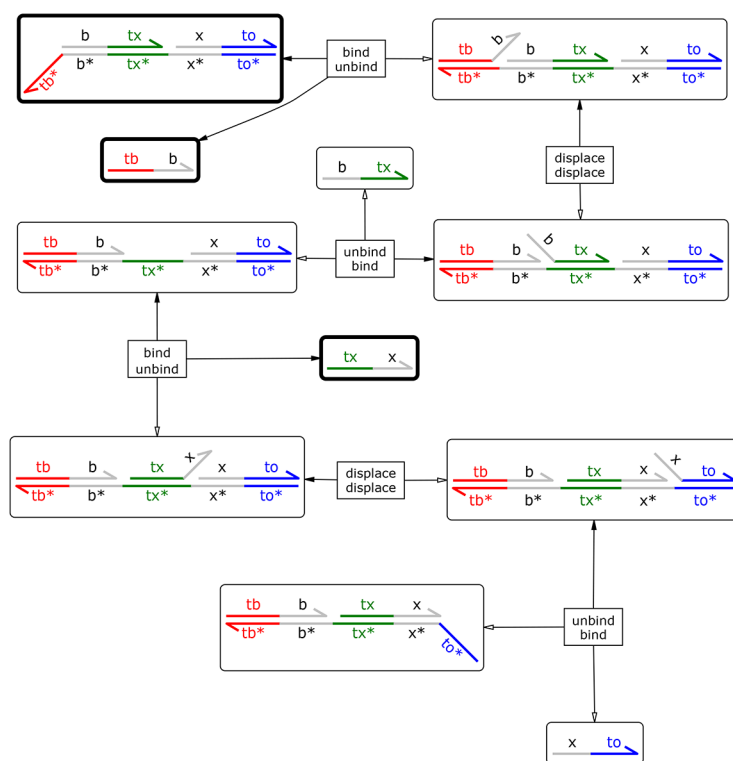 b tx x to
b* tx* x* to*
tb*
bind
unbind
tb b b tx x to
tb* b* tx* x* to*
tb b
b tx
displace
displace
tb b x to
tb* b* tx* x* to*
unbind
bind
tb b b tx x to
tb* b* tx* x* to*
bind
unbind
tx x
tb b tx x x to
tb* b* tx* x* to*
displace
displace
tb b tx x x to
tb* b* tx* x* to*
tb b tx x
tb* b* tx* x* to*
unbind
bind
x to